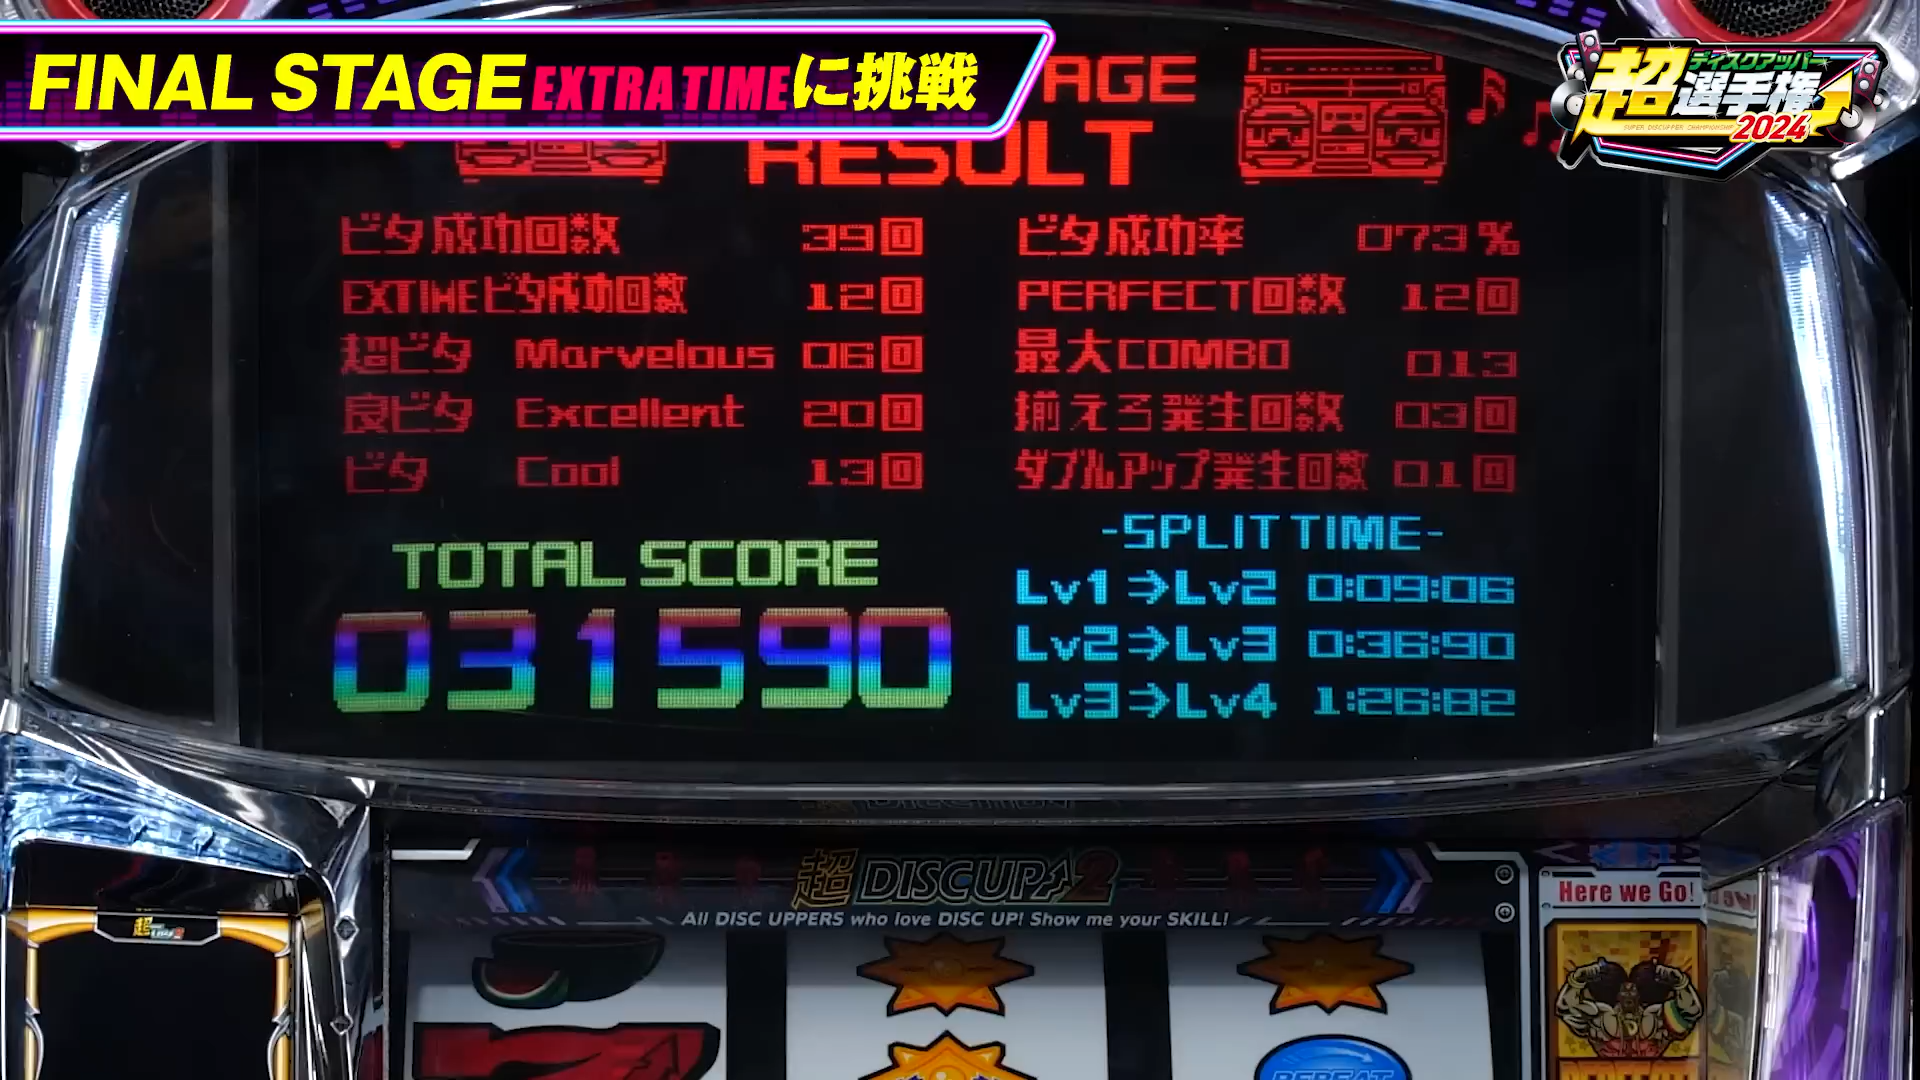 FINAL STAGE EXTRA TIMEに挑戦
ディスクアッパー
超選手権
SUPER DISCUPPER CHAMPIONSHIP
2024
AGE
RESULT
ビタ成功回数 39回
EXTIMEビタ成功回数 12回
超ビタ Marvelous 06回
良ビタ Excellent 20回
ビタ Cool 13回
ビタ成功率 073%
PERFECT回数 12回
最大COMBO 013
揃えろ発生回数 03回
ダブルアップ発生回数 01回
TOTAL SCORE
031590
-SPLIT TIME-
Lv1⇒Lv2 0:09:06
Lv2⇒Lv3 0:36:90
Lv3⇒Lv4 1:26:82
超DISCUP2
All DISC UPPERS who love DISC UP! Show me your SKILL!
Here we Go!
7
REPEAT